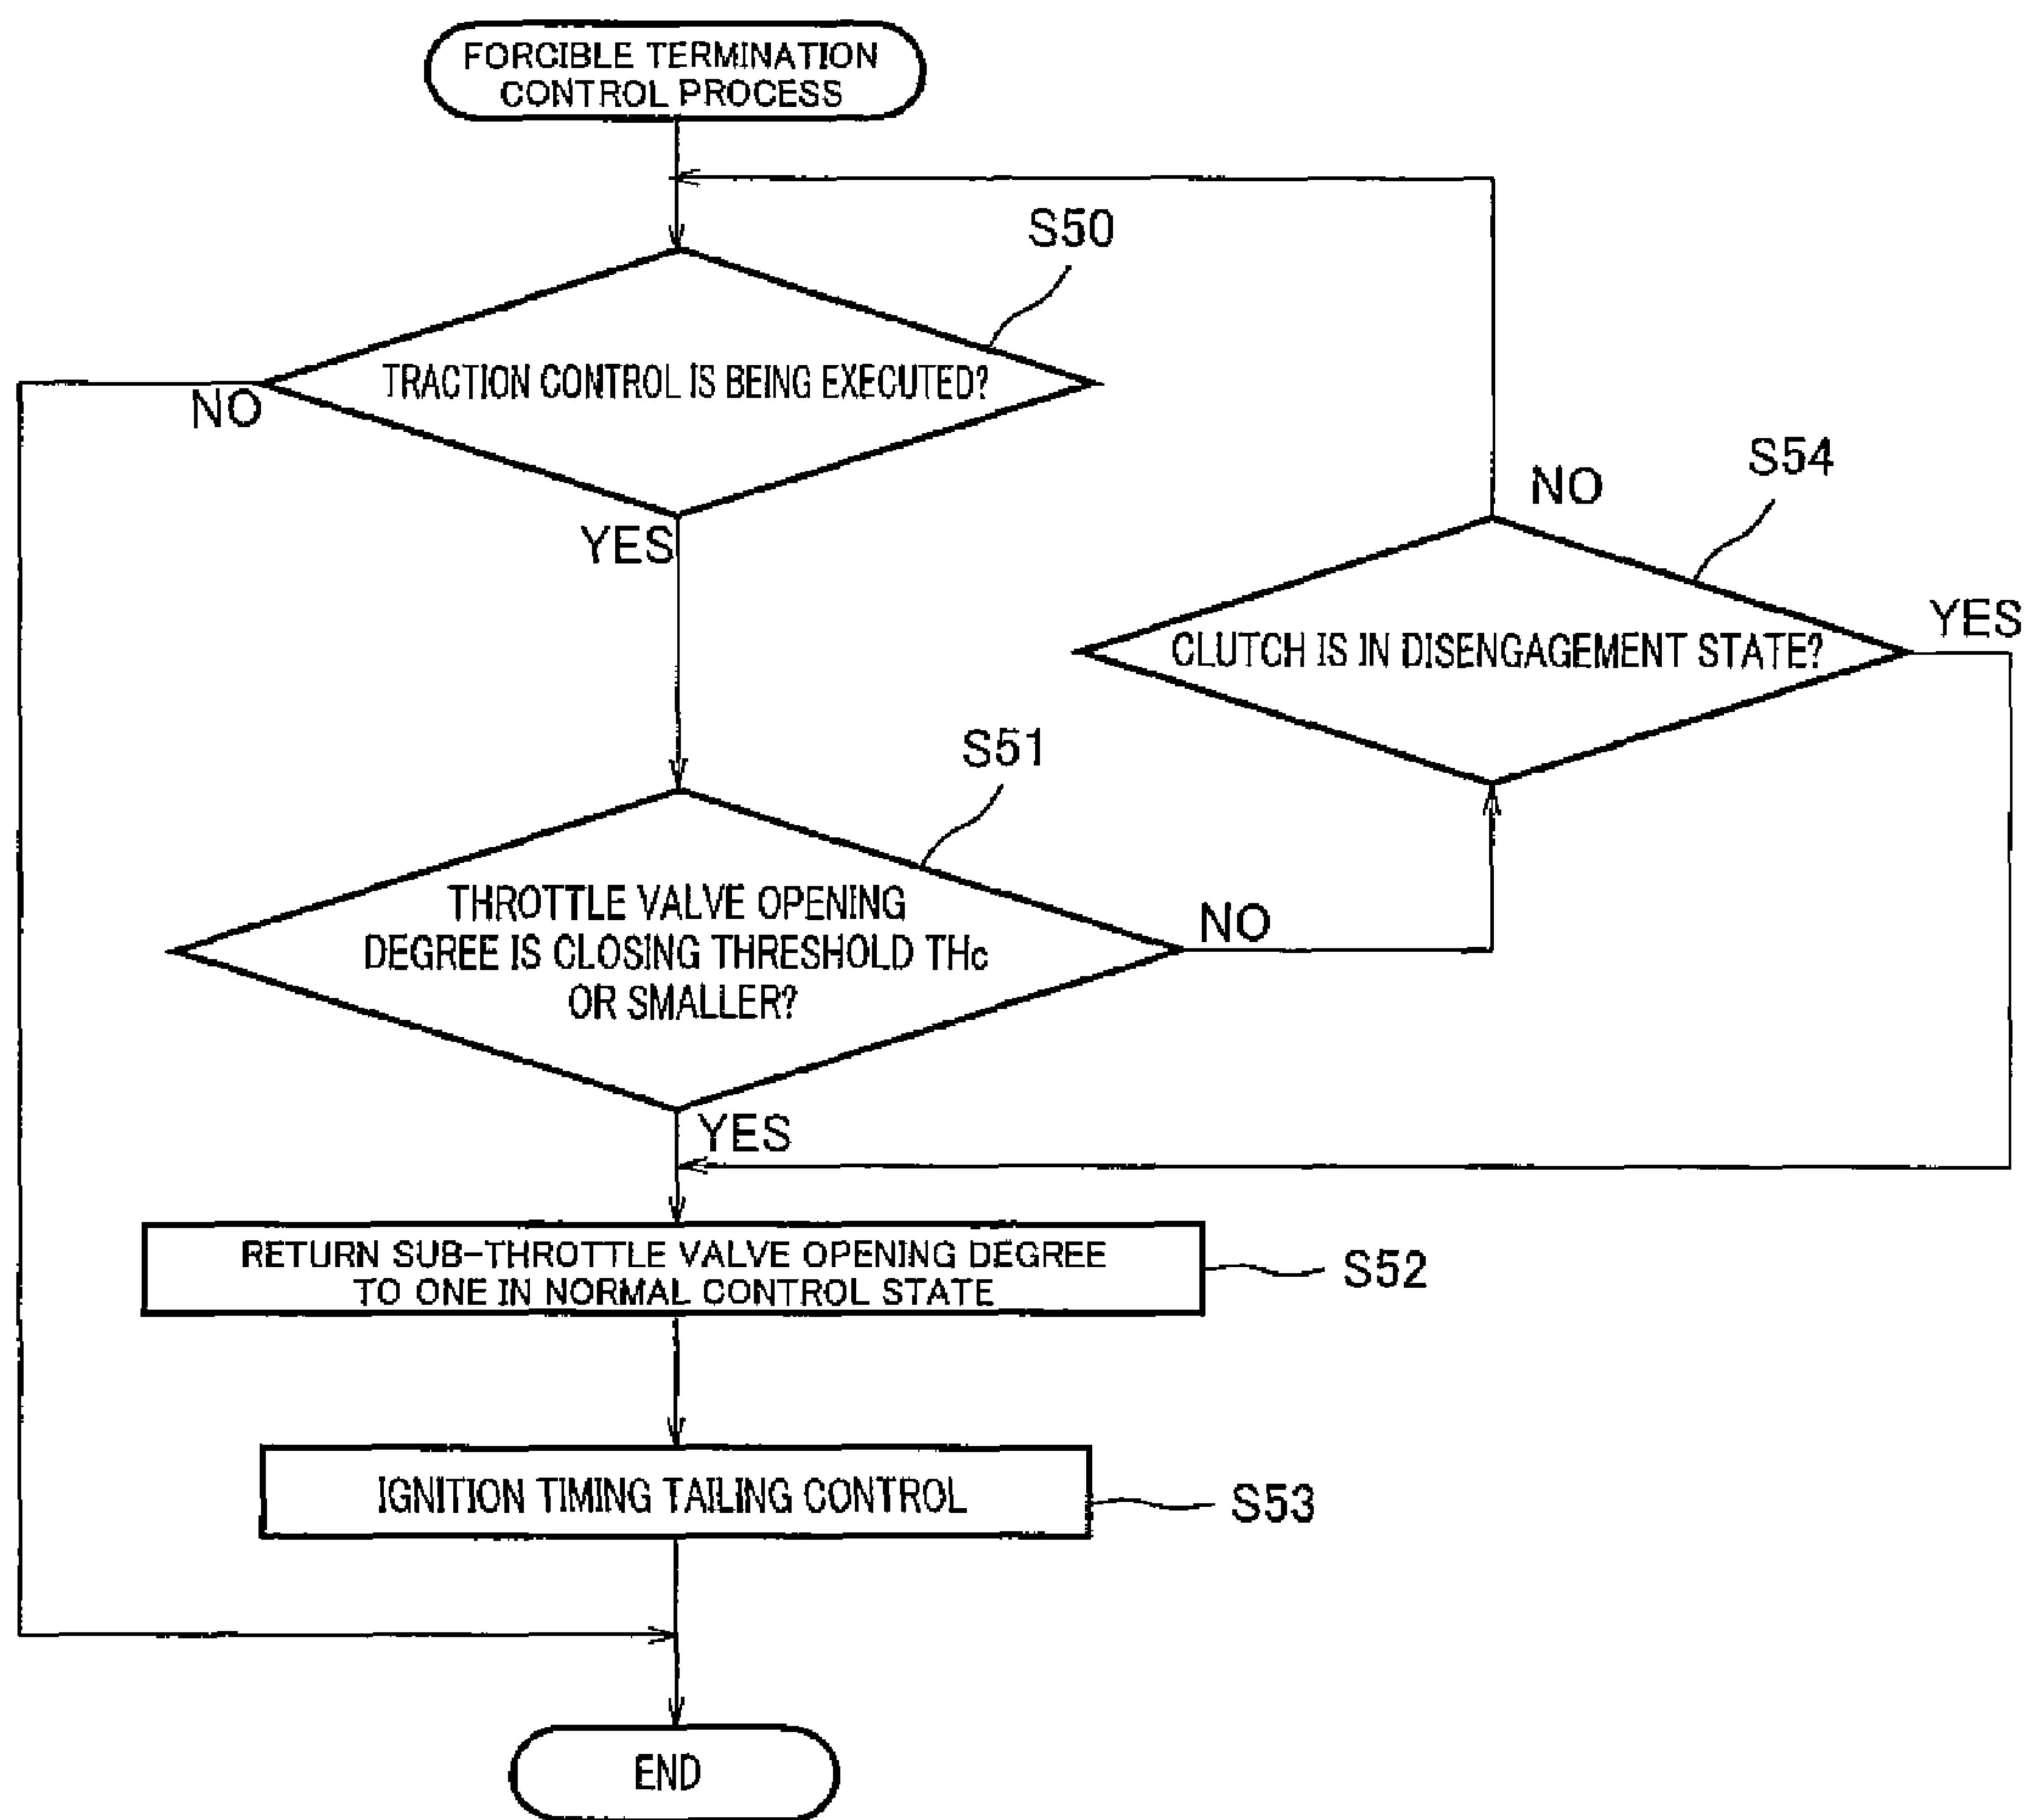 FORCIBLE TERMINATION
CONTROL PROCESS
S50
TRACTION CONTROL IS BEING EXECUTED?
NO
YES
S54
NO
CLUTCH IS IN DISENGAGEMENT STATE?
YES
S51
THROTTLE VALVE OPENING
DEGREE IS CLOSING THRESHOLD THc
OR SMALLER?
NO
YES
RETURN SUB-THROTTLE VALVE OPENING DEGREE
TO ONE IN NORMAL CONTROL STATE
S52
IGNITION TIMING TAILING CONTROL
S53
END